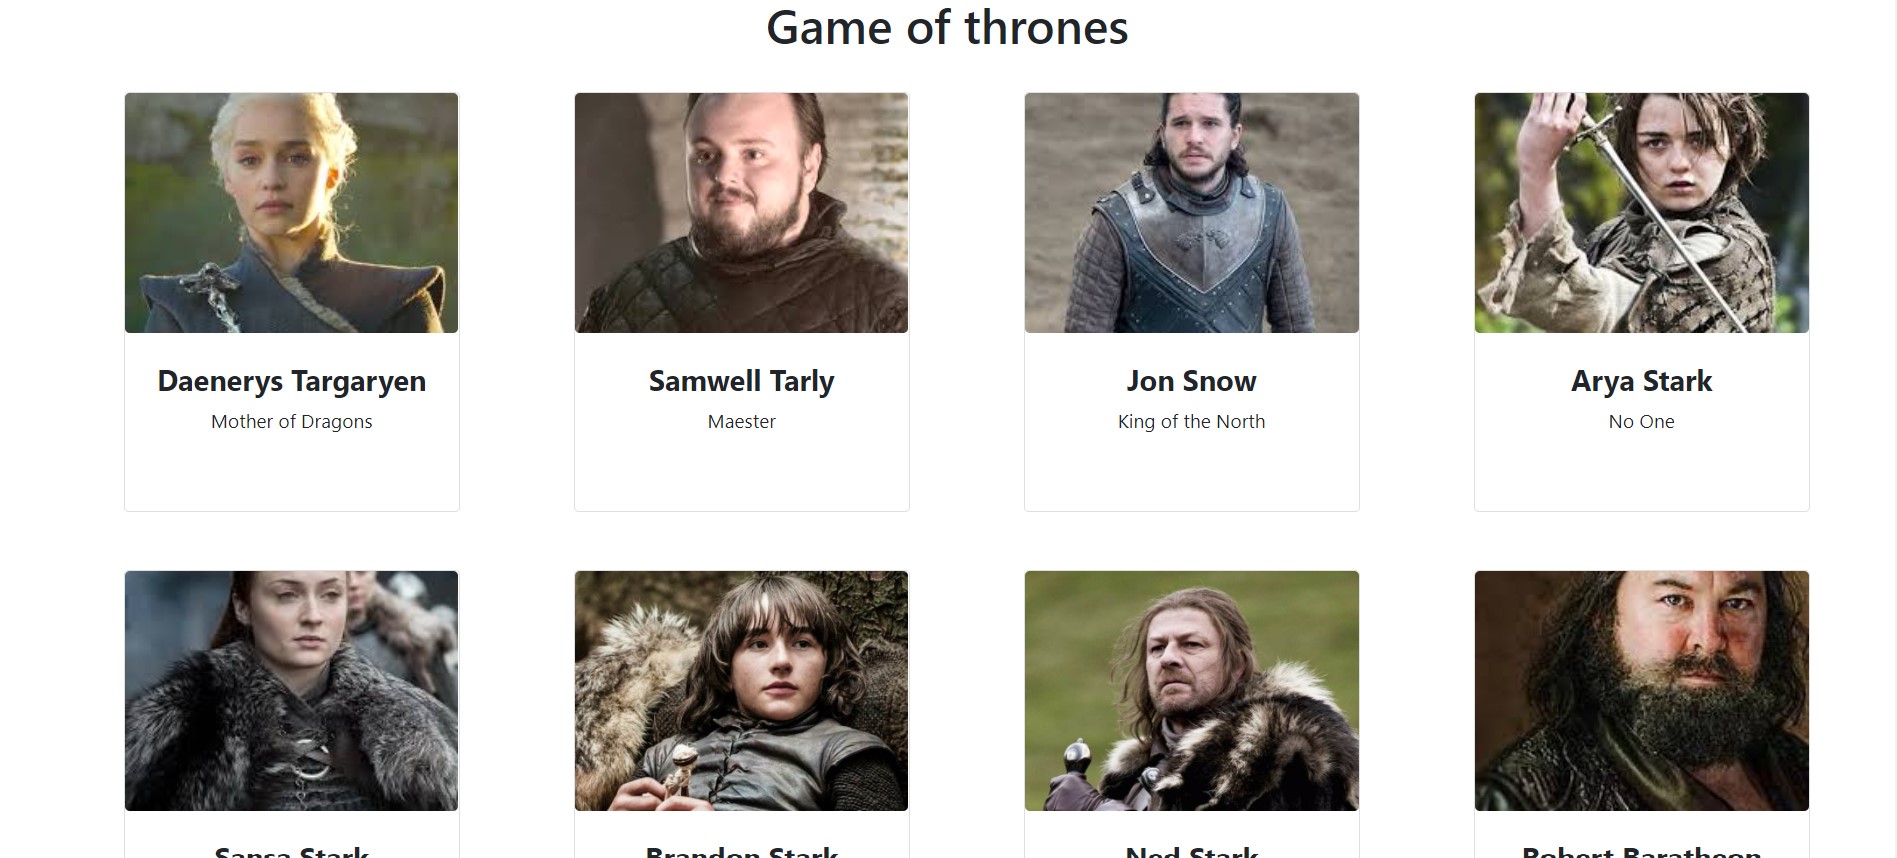 Game of thrones
Daenerys Targaryen
Samwell Tarly
Jon Snow
Arya Stark
Mother of Dragons
Maester
King of the North
No One
Sansa Stark
Brandon Stark
Ned Stark
Robert Baratheon